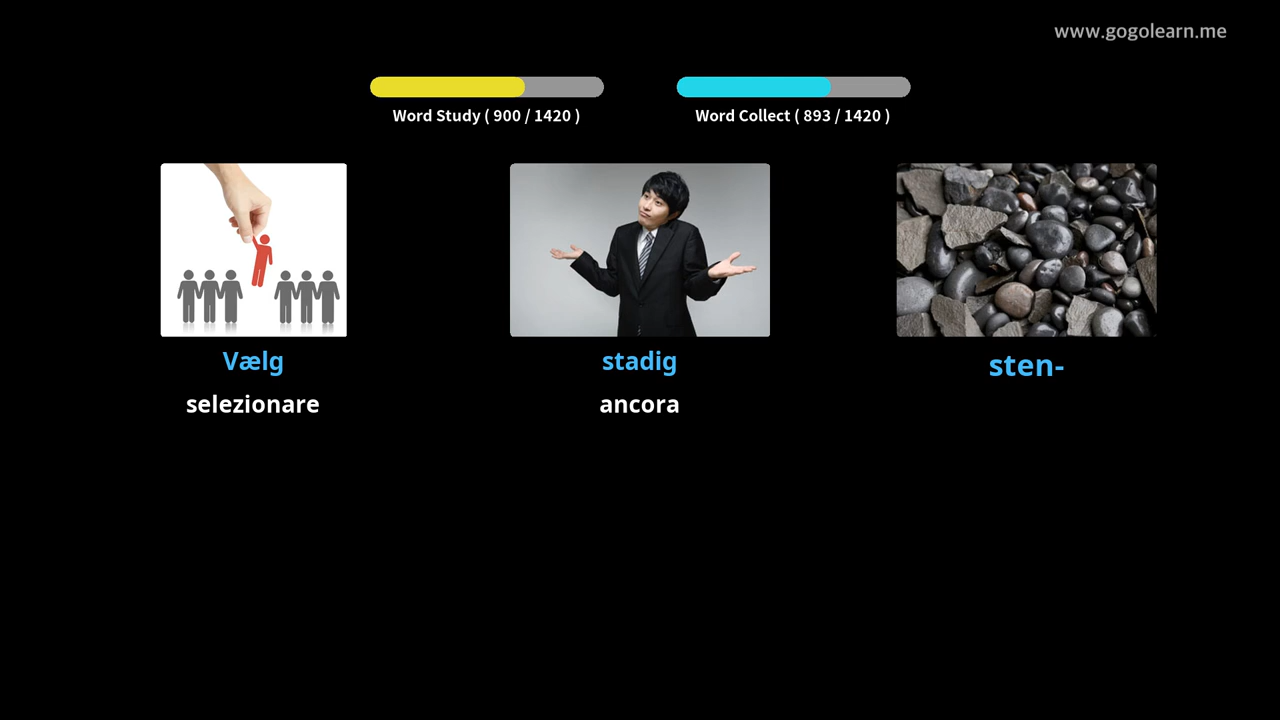 www.gogolearn.me
Word Study ( 900 / 1420 )
Word Collect ( 893 / 1420 )
Vælg
selezionare
stadig
ancora
sten-